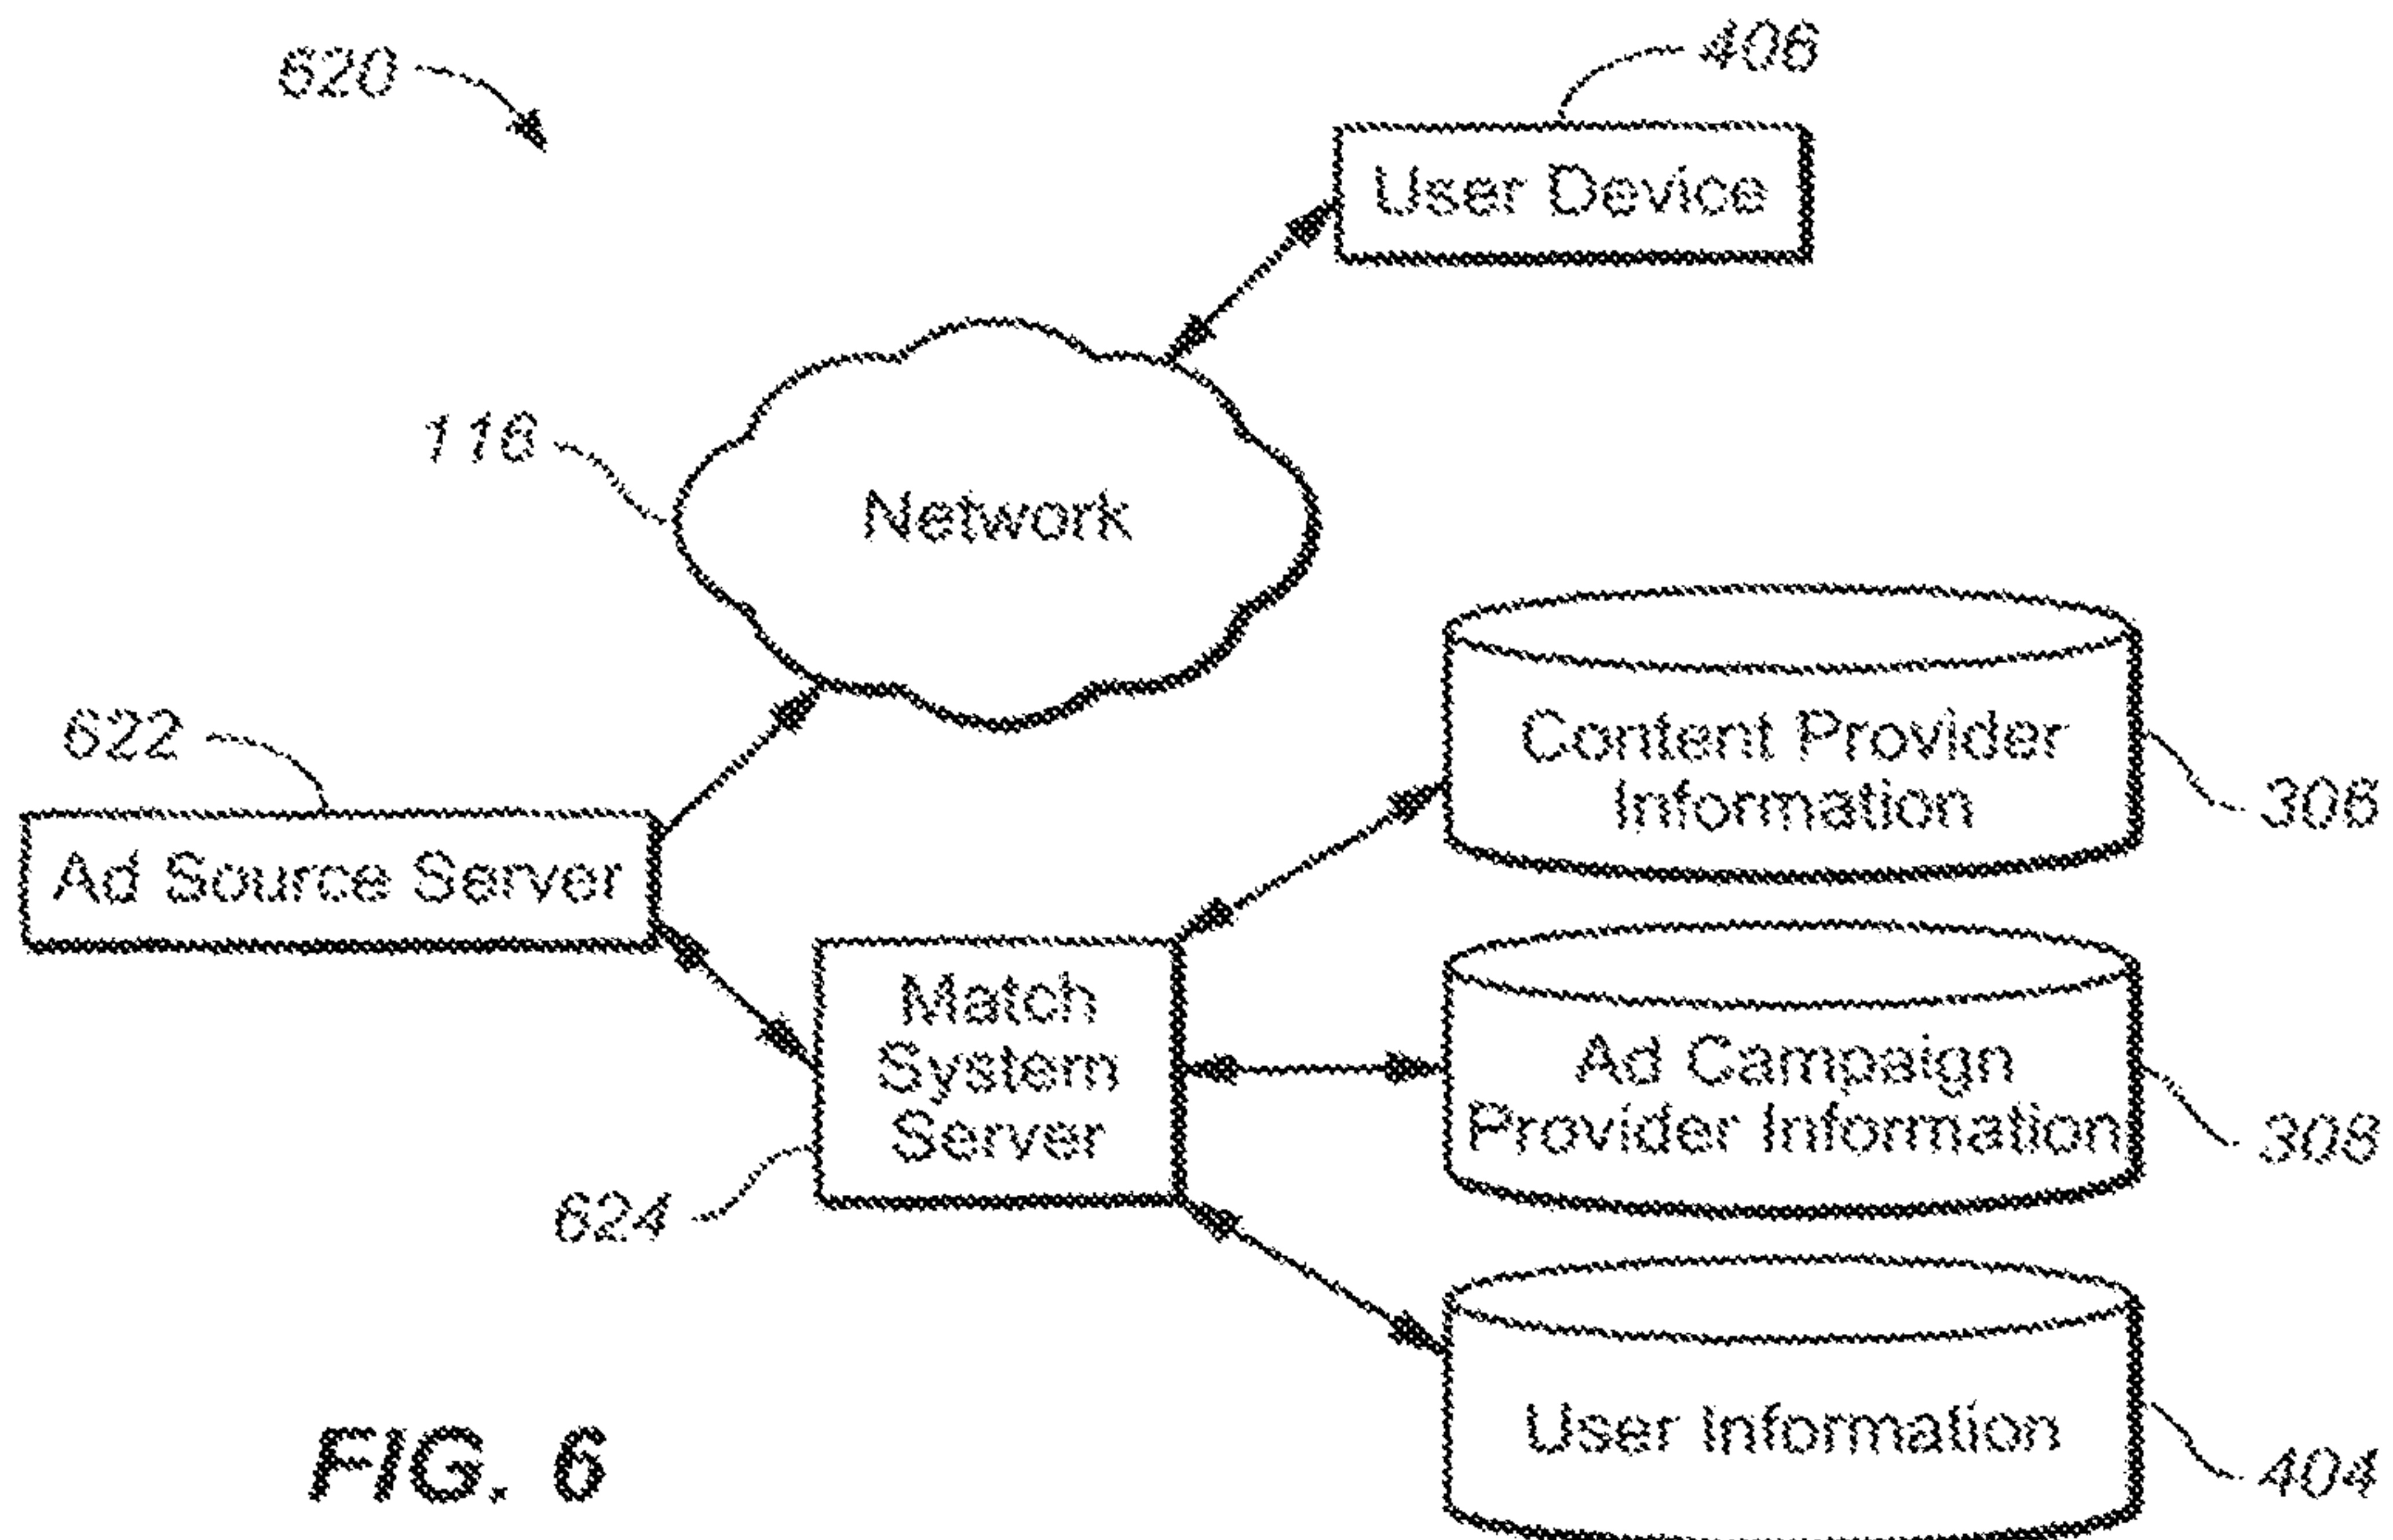 620
406
User Device
116
Network
622
Ad Source Server
Content Provider
Information
306
Match
System
Server
624
Ad Campaign
Provider Information
308
User Information
404
FIG. 6